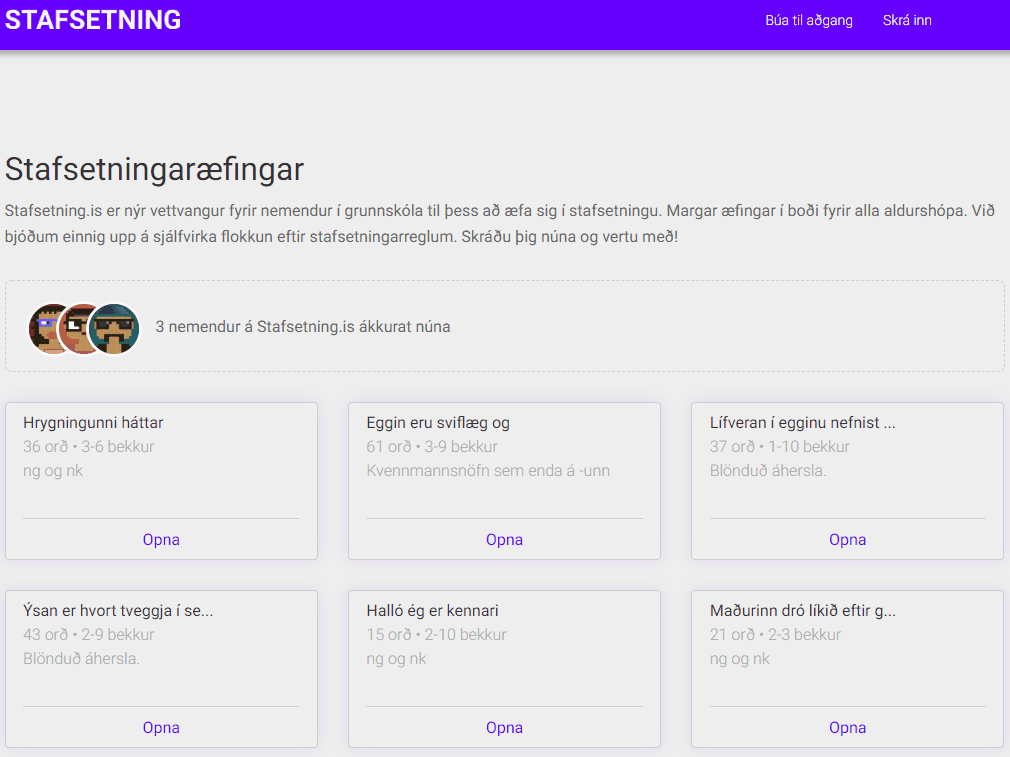 STAFSETNING
Búa til aðgang
Skrá inn
Stafsetningaræfingar
Stafsetning.is er nýr vettvangur fyrir nemendur í grunnskóla til þess að æfa sig í stafsetningu. Margar æfingar í boði fyrir alla aldurshópa. Við
bjóðum einnig upp á sjálfvirka flokkun eftir stafsetningarreglum. Skráðu þig núna og vertu með!
3 nemendur á Stafsetning.is ákkurat núna
Hrygningunni háttar
36 orð • 3-6 bekkur
ng og nk
Opna
Eggin eru sviflæg og
61 orð • 3-9 bekkur
Kvennmannsnöfn sem enda á -unn
Opna
Lífveran í egginu nefnist ...
37 orð • 1-10 bekkur
Blönduð áhersla.
Opna
Ýsan er hvort tveggja í se...
43 orð • 2-9 bekkur
Blönduð áhersla.
Opna
Halló ég er kennari
15 orð • 2-10 bekkur
ng og nk
Opna
Maðurinn dró líkið eftir g...
21 orð • 2-3 bekkur
ng og nk
Opna